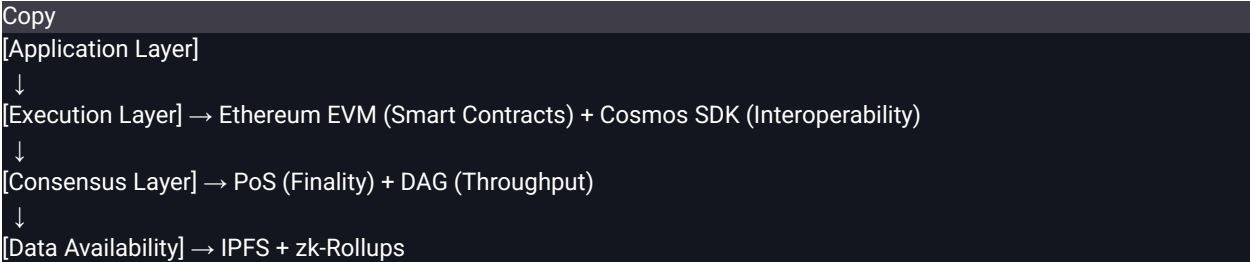 Copy
[Application Layer]
↓
[Execution Layer] → Ethereum EVM (Smart Contracts) + Cosmos SDK (Interoperability)
↓
[Consensus Layer] → PoS (Finality) + DAG (Throughput)
↓
[Data Availability] → IPFS + zk-Rollups